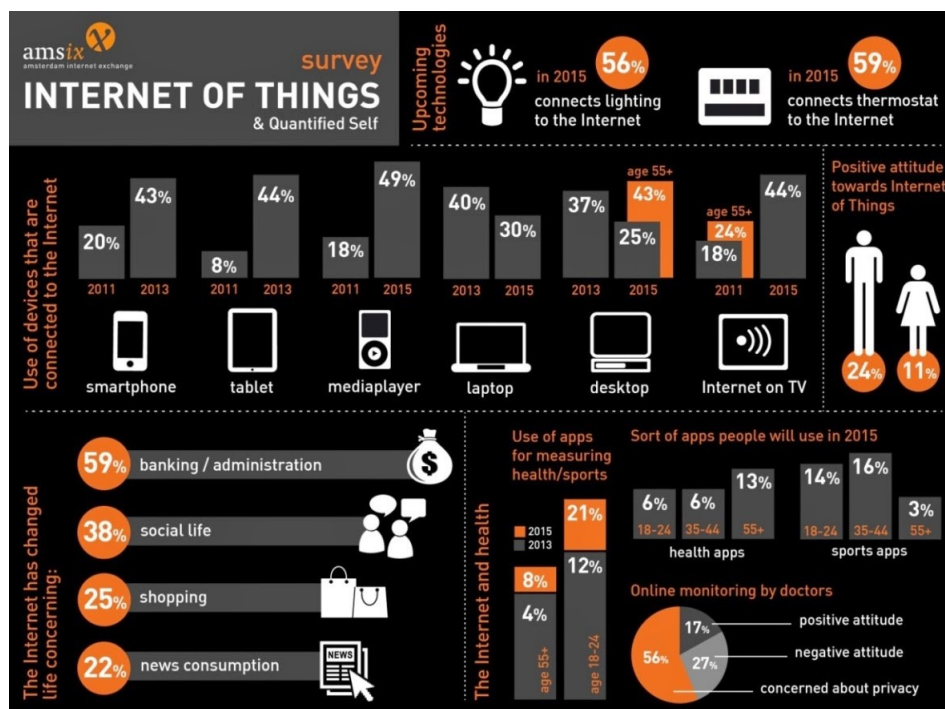 amsix
amsterdam internet exchange
survey
INTERNET OF THINGS
& Quantified Self
Upcoming
technologies
in 2015 56%
connects lighting
to the Internet
in 2015 59%
connects thermostat
to the Internet
Use of devices that are
connected to the Internet
20% 43%
2011 2013
smartphone
8% 44%
2011 2013
tablet
18% 49%
2011 2015
mediaplayer
40% 30%
2013 2015
laptop
age 55+
37% 25% 43%
2013 2015
desktop
age 55+
18% 24% 44%
2011 2015
Internet on TV
Positive attitude
towards Internet
of Things
24% 11%
The Internet has changed
life concerning:
59% banking / administration
$
38% social life
25% shopping
22% news consumption
NEWS
The Internet and health
Use of apps
for measuring
health/sports
2015
2013
8%
4%
age 55+
21%
12%
age 18-24
Sort of apps people will use in 2015
6% 6% 13%
18-24 35-44 55+
health apps
14% 16% 3%
18-24 35-44 55+
sports apps
Online monitoring by doctors
17% positive attitude
27% negative attitude
56% concerned about privacy